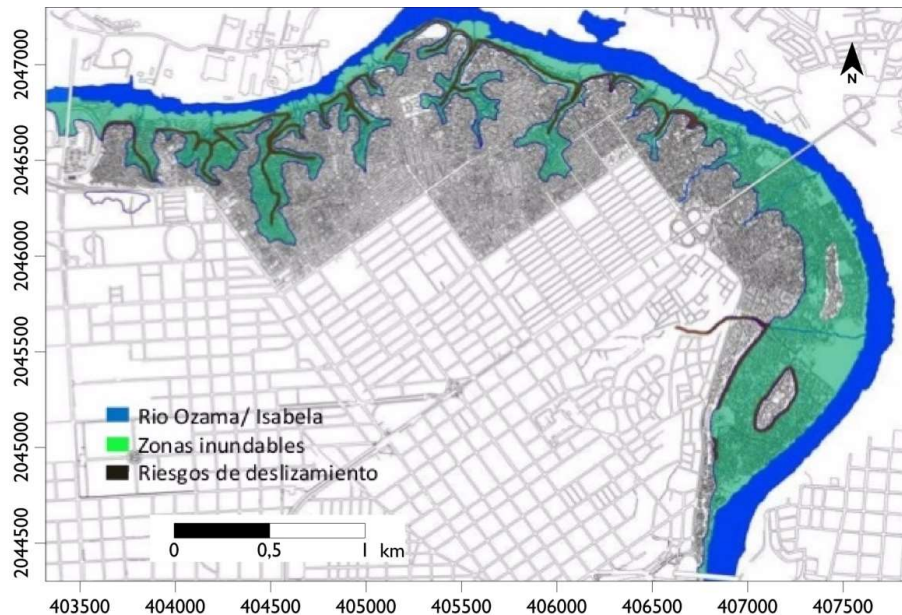 2047000
2046500
2046000
2045500
2045000
2044500
N
Rio Ozama/ Isabela
Zonas inundables
Riesgos de deslizamiento
0 0,5 1 km
403500 404000 404500 405000 405500 406000 406500 407000 407500